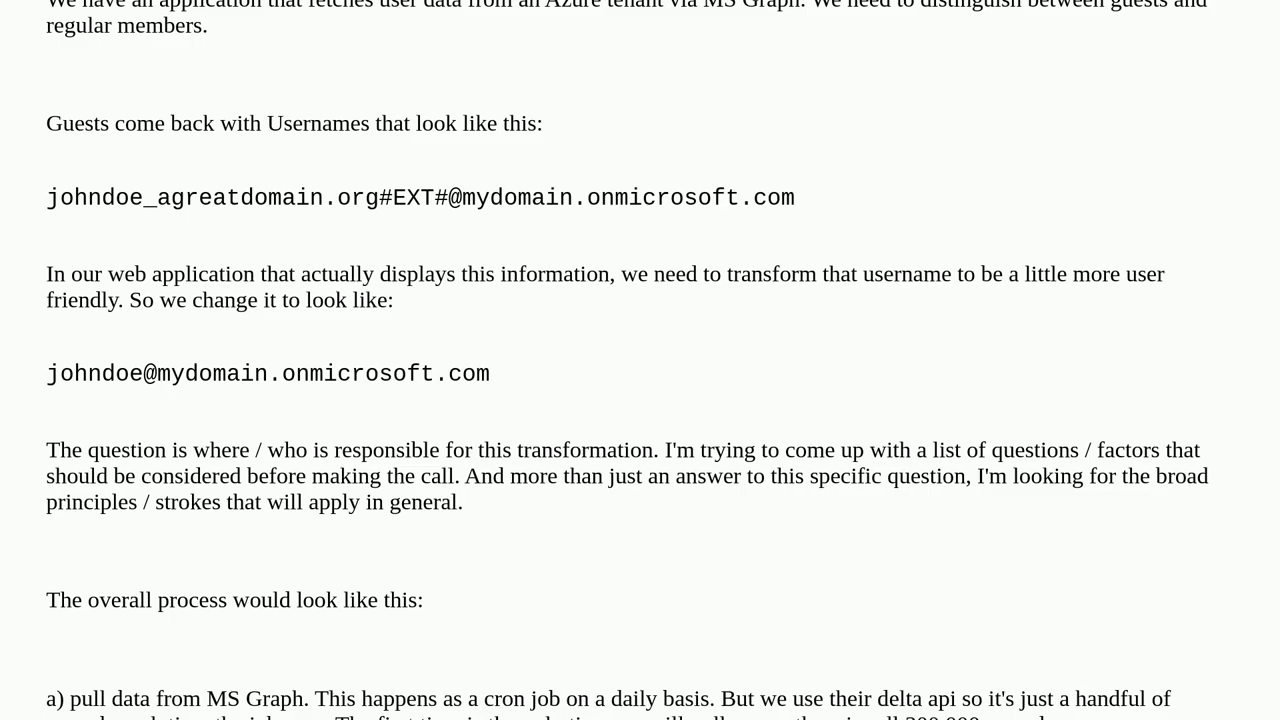 We have an application that fetches user data from an Azure tenant via MS Graph. We need to distinguish between guests and
regular members.
Guests come back with Usernames that look like this:
johndoe_agreatdomain.org#EXT#@mydomain.onmicrosoft.com
In our web application that actually displays this information, we need to transform that username to be a little more user
friendly. So we change it to look like:
johndoe@mydomain.onmicrosoft.com
The question is where / who is responsible for this transformation. I'm trying to come up with a list of questions / factors that
should be considered before making the call. And more than just an answer to this specific question, I'm looking for the broad
principles / strokes that will apply in general.
The overall process would look like this:
a) pull data from MS Graph. This happens as a cron job on a daily basis. But we use their delta api so it's just a handful of